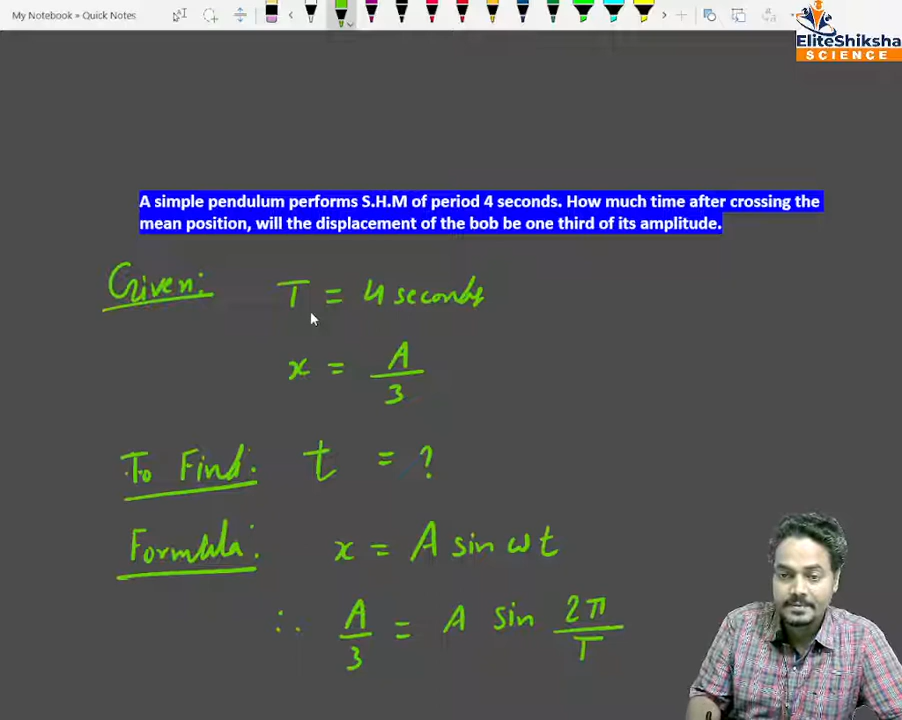 My Notebook » Quick Notes
EliteShiksha
SCIENCE
A simple pendulum performs S.H.M of period 4 seconds. How much time after crossing the
mean position, will the displacement of the bob be one third of its amplitude.
Given: T = 4 seconds
x = A/3
To Find: t = ?
Formula: x = A sin ωt
∴ A/3 = A sin 2π/T